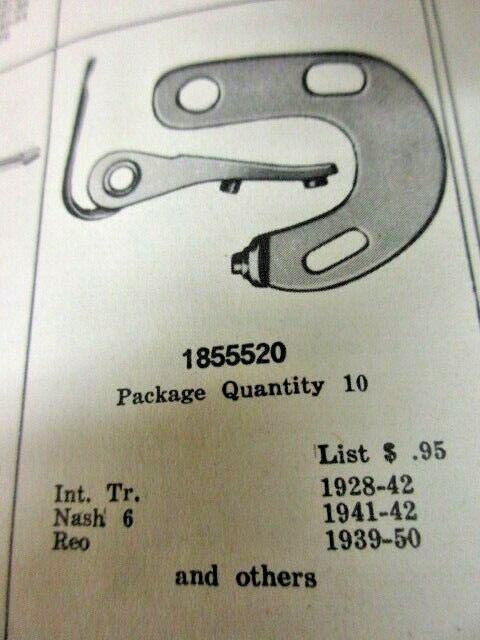 1855520
Package Quantity 10
List $ .95
Int. Tr. 1928-42
Nash 6 1941-42
Reo 1939-50
and others